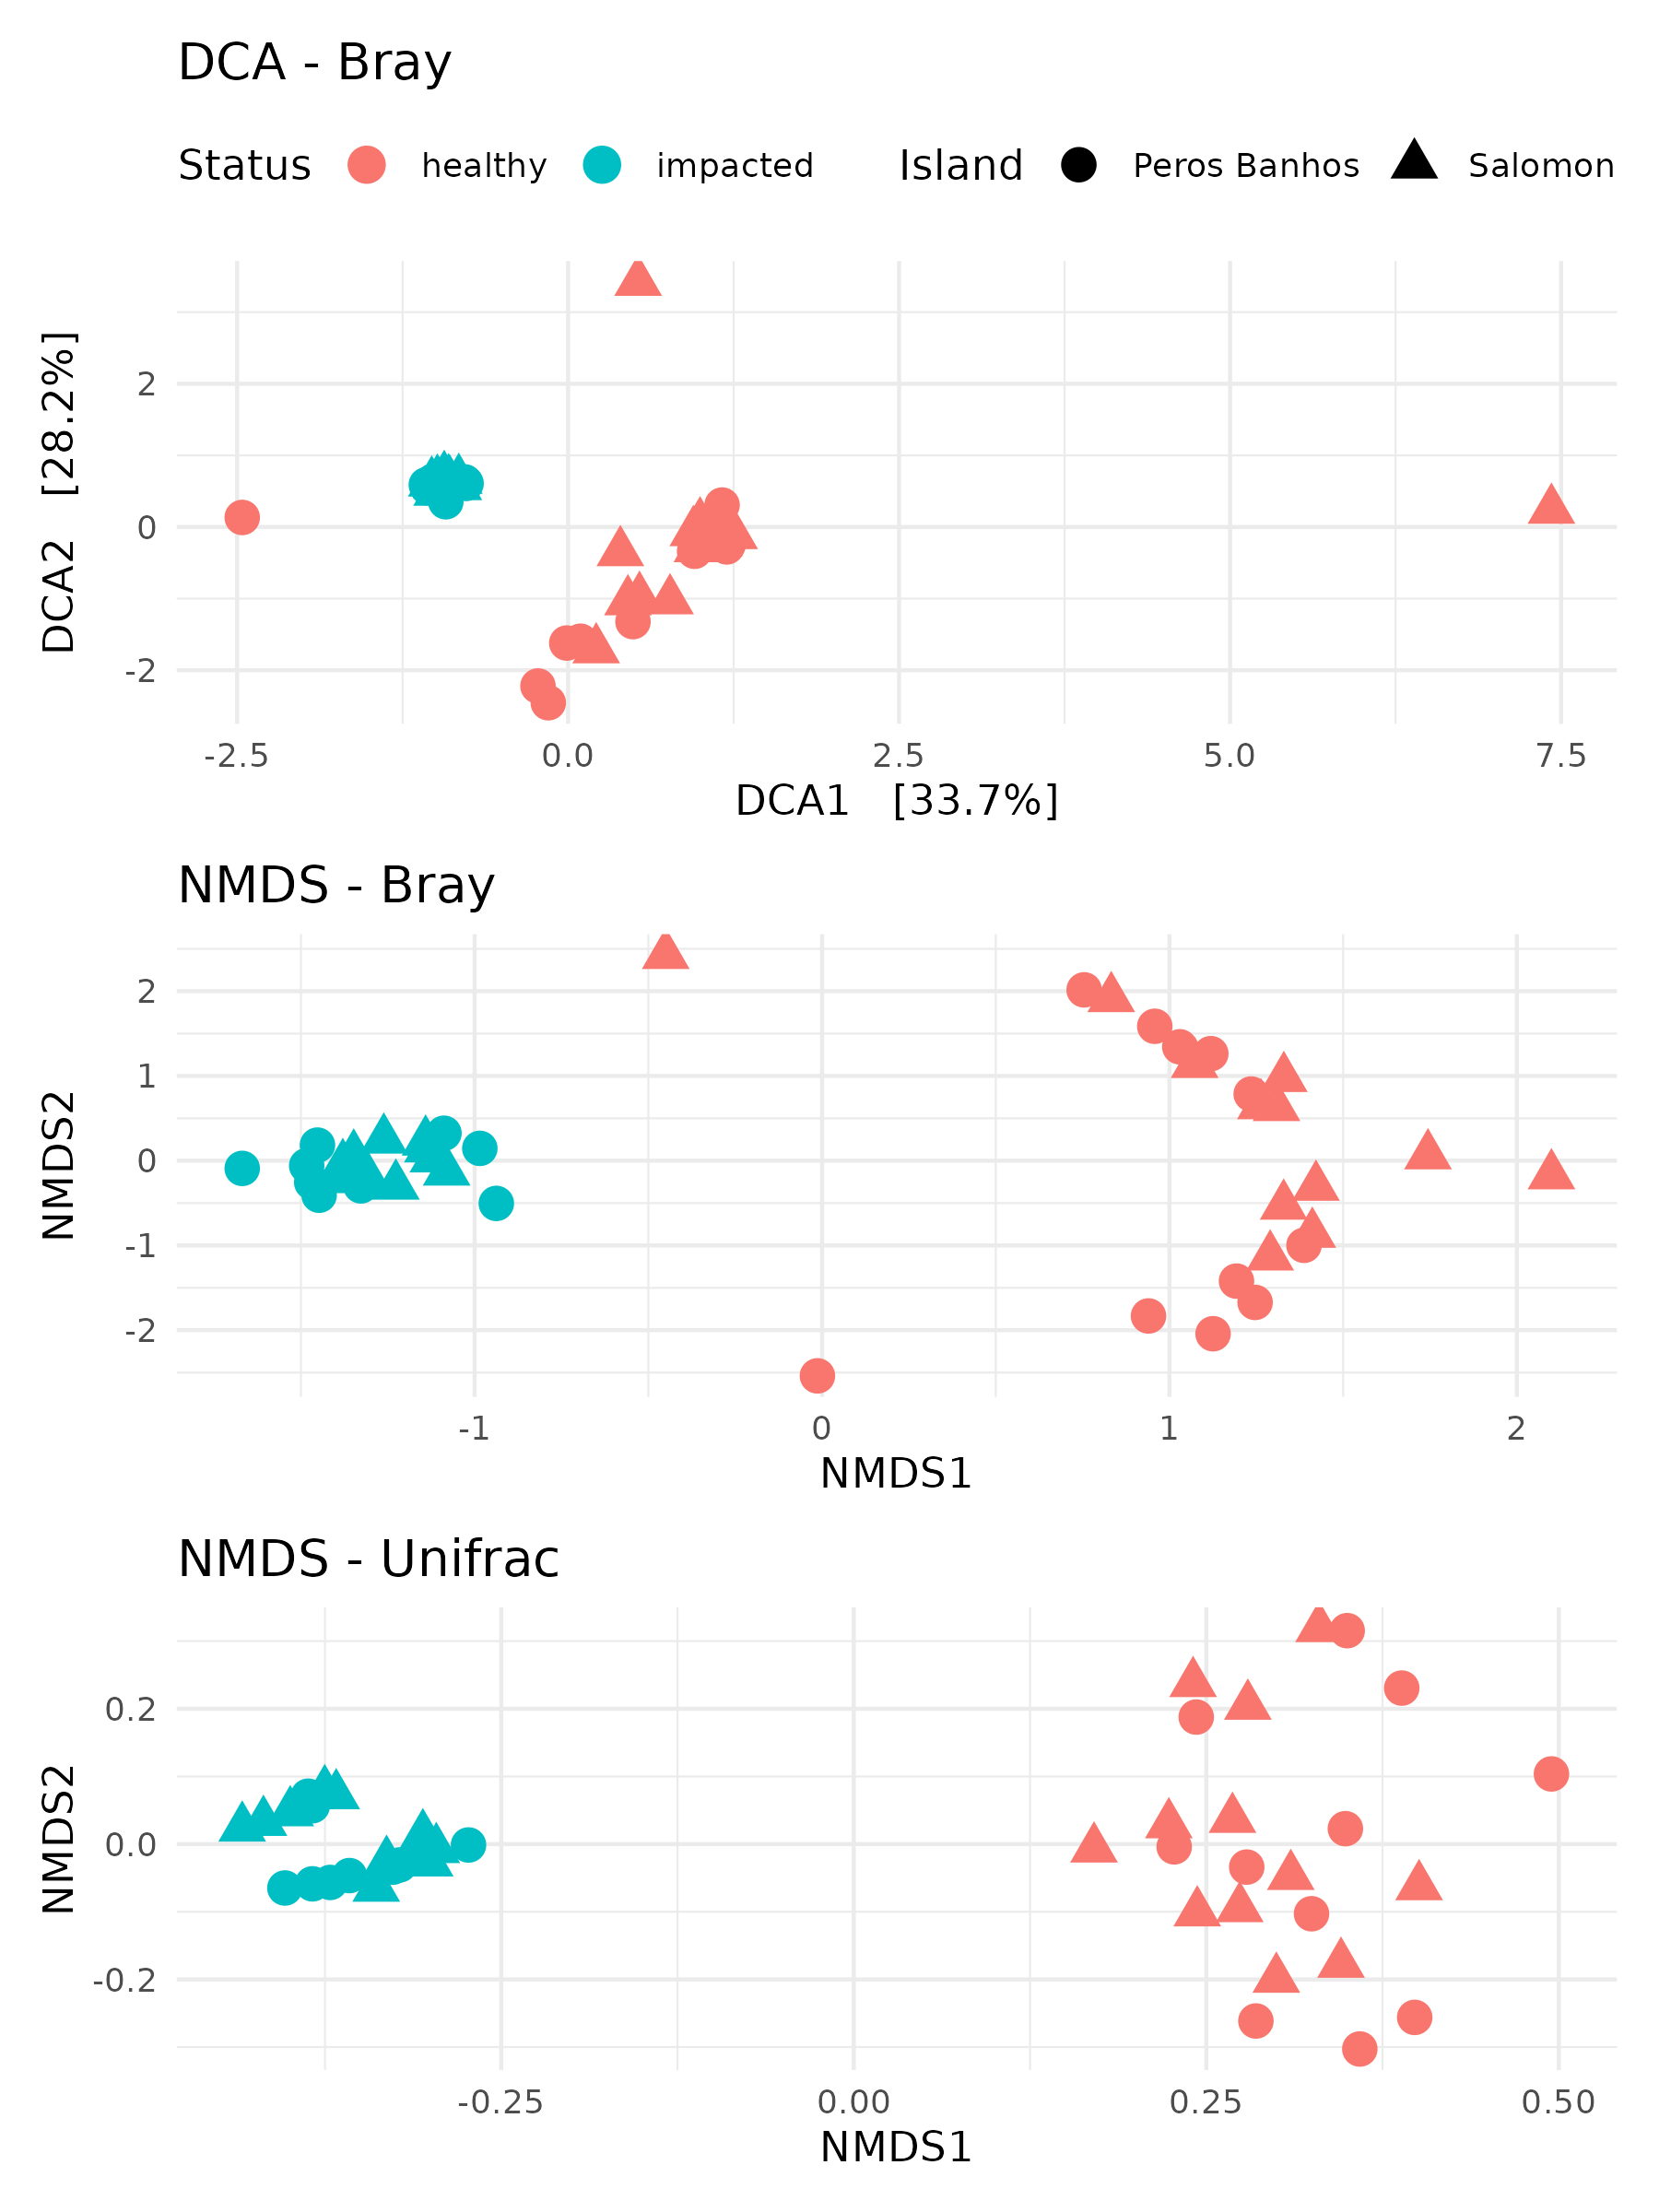 DCA - Bray
Status healthy impacted Island Peros Banhos Salomon
DCA2 [28.2%]
2
0
-2
-2.5 0.0 2.5 5.0 7.5
DCA1 [33.7%]
NMDS - Bray
NMDS2
2
1
0
-1
-2
-1 0 1 2
NMDS1
NMDS - Unifrac
NMDS2
0.2
0.0
-0.2
-0.25 0.00 0.25 0.50
NMDS1